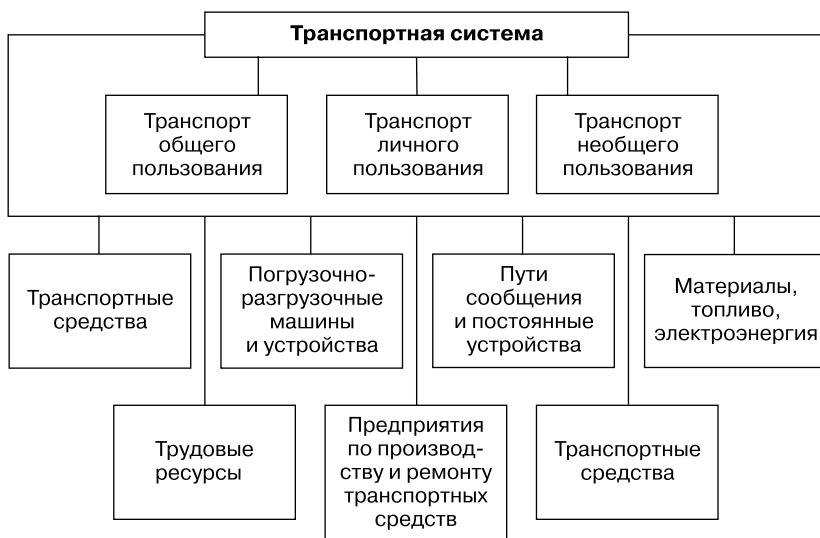 Транспортная система
Транспорт
общего
пользования
Транспорт
личного
пользования
Транспорт
необщего
пользования
Транспортные
средства
Погрузочно-
разгрузочные
машины
и устройства
Пути
сообщения
и постоянные
устройства
Материалы,
топливо,
электроэнергия
Трудовые
ресурсы
Предприятия
по производ-
ству и ремонту
транспортных
средств
Транспортные
средства